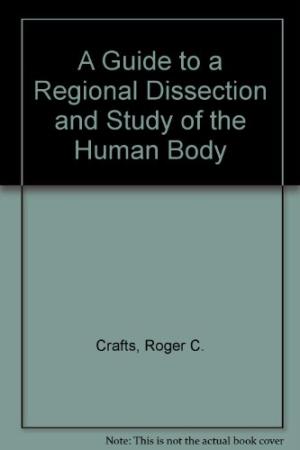 A Guide to a
Regional Dissection
and Study of the
Human Body
Crafts, Roger C.
Note: This is not the actual book cover